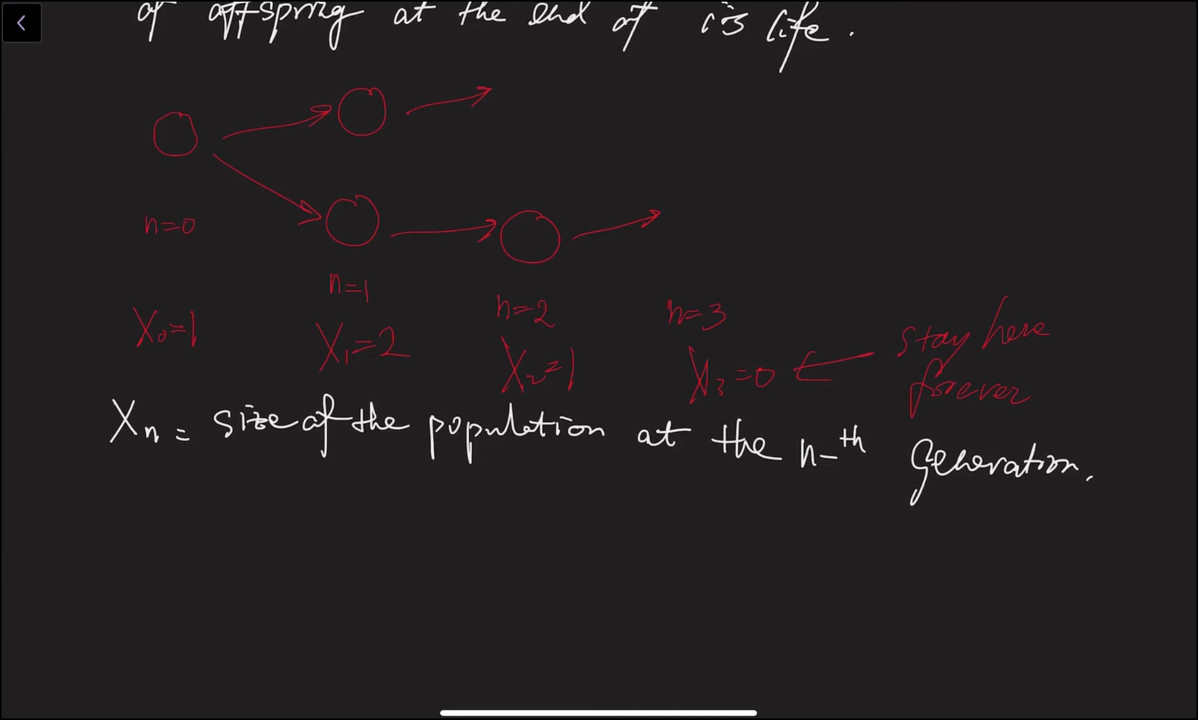 of offspring at the end of is life.
n=0
n=1
n=2
n=3
X₀=1
X₁=2
X₂=1
X₃=0
stay here
forever
Xₙ = size of the population at the n-th generation.